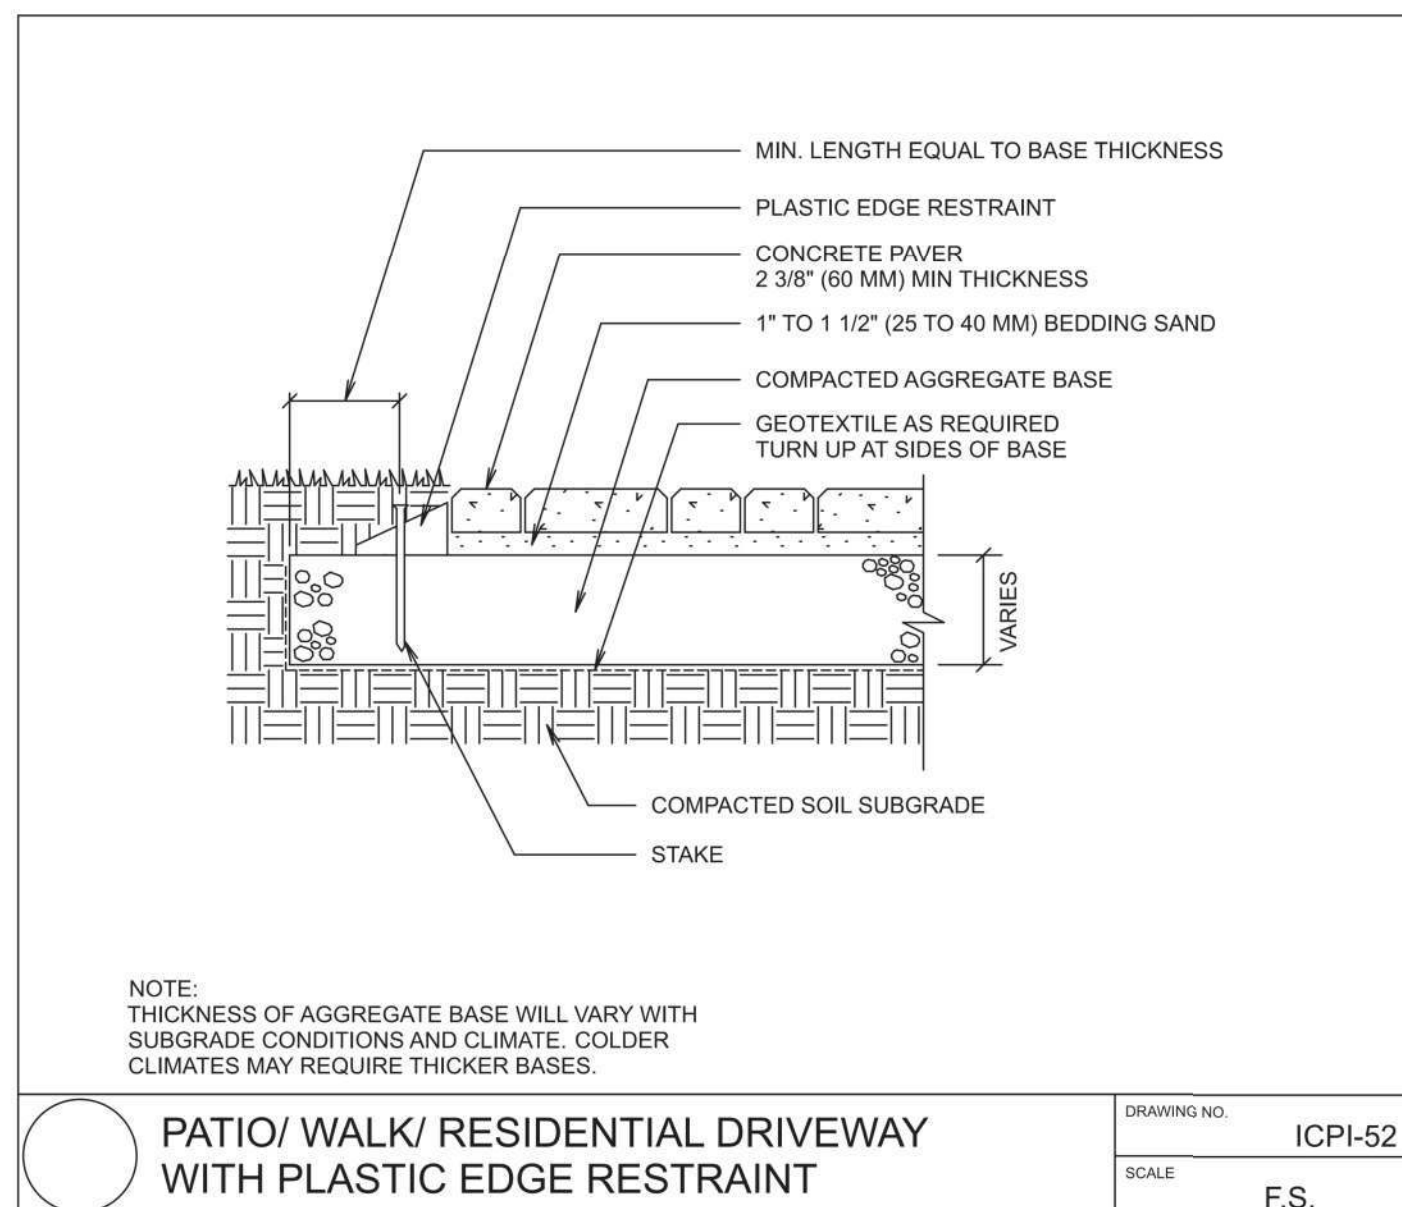 MIN. LENGTH EQUAL TO BASE THICKNESS
PLASTIC EDGE RESTRAINT
CONCRETE PAVER
2 3/8" (60 MM) MIN THICKNESS
1" TO 1 1/2" (25 TO 40 MM) BEDDING SAND
COMPACTED AGGREGATE BASE
GEOTEXTILE AS REQUIRED
TURN UP AT SIDES OF BASE
VARIES
COMPACTED SOIL SUBGRADE
STAKE
NOTE:
THICKNESS OF AGGREGATE BASE WILL VARY WITH
SUBGRADE CONDITIONS AND CLIMATE. COLDER
CLIMATES MAY REQUIRE THICKER BASES.
PATIO/ WALK/ RESIDENTIAL DRIVEWAY
WITH PLASTIC EDGE RESTRAINT
DRAWING NO.
ICPI-52
SCALE
F.S.